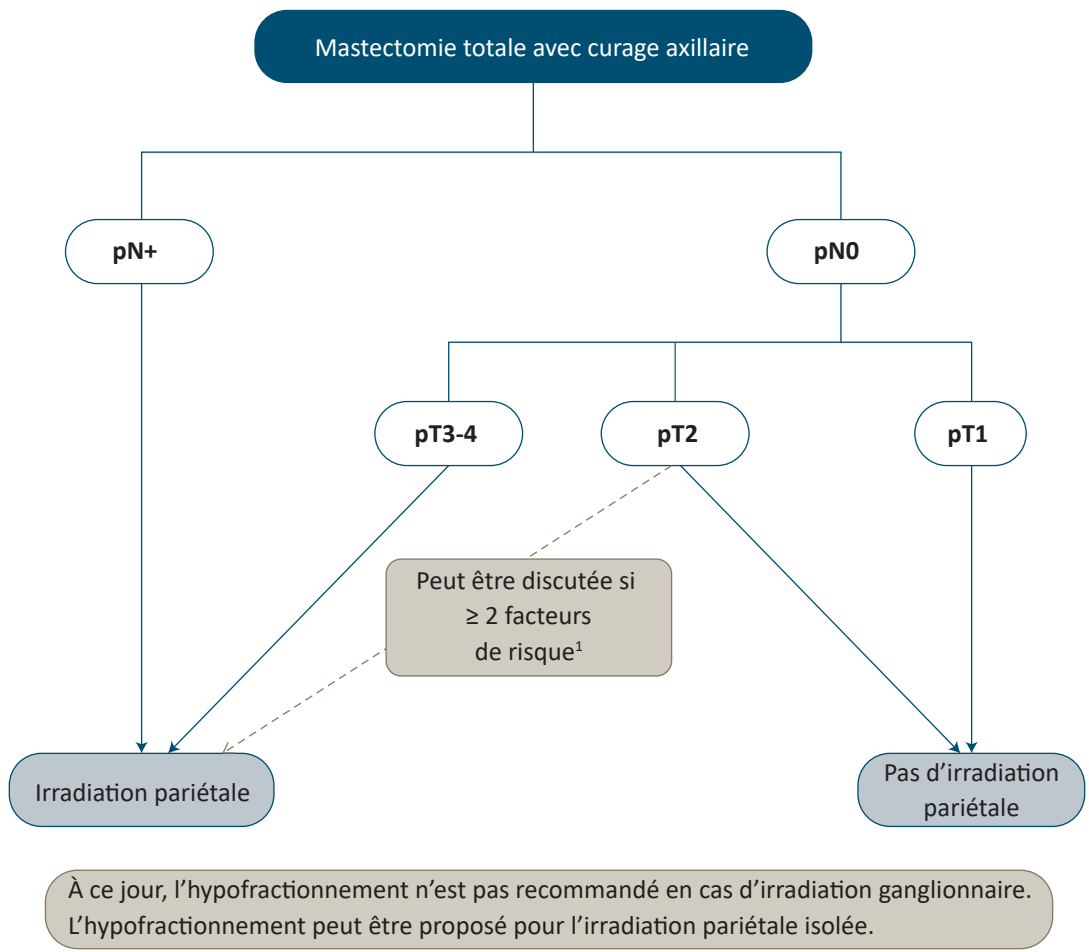 Mastectomie totale avec curage axillaire
pN+
pN0
pT3-4
pT2
pT1
Peut être discutée si
≥ 2 facteurs
de risque¹
Irradiation pariétale
Pas d’irradiation
pariétale
À ce jour, l’hypofractionnement n’est pas recommandé en cas d’irradiation ganglionnaire.
L’hypofractionnement peut être proposé pour l’irradiation pariétale isolée.